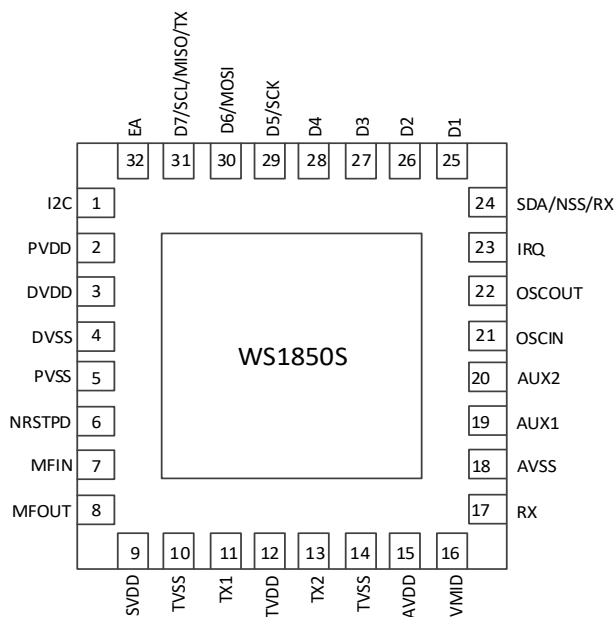 EA
D7/SCL/MISO/TX
D6/MOSI
D5/SCK
D4
D3
D2
D1
32
31
30
29
28
27
26
25
I2C 1
PVDD 2
DVDD 3
DVSS 4
PVSS 5
NRSTPD 6
MFIN 7
MFOUT 8
WS1850S
24 SDA/NSS/RX
23 IRQ
22 OSCOUT
21 OSCIN
20 AUX2
19 AUX1
18 AVSS
17 RX
9
10
11
12
13
14
15
16
SVDD
TVSS
TX1
TVDD
TX2
TVSS
AVDD
VMID